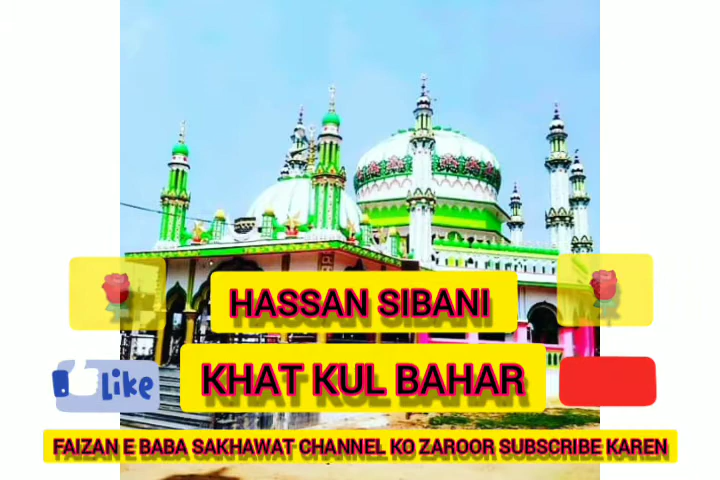 HASSAN SIBANI
Like
KHAT KUL BAHAR
FAIZAN E BABA SAKHAWAT CHANNEL KO ZAROOR SUBSCRIBE KAREN